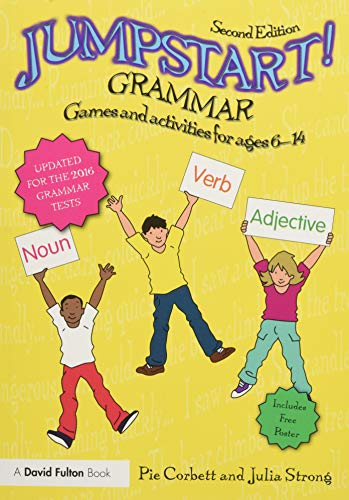 Second Edition
JUMPSTART!
GRAMMAR
Games and activities for ages 6–14
UPDATED
FOR THE 2016
GRAMMAR
TESTS
Verb
Adjective
Noun
Includes
Free
Poster
A David Fulton Book
Pie Corbett and Julia Strong